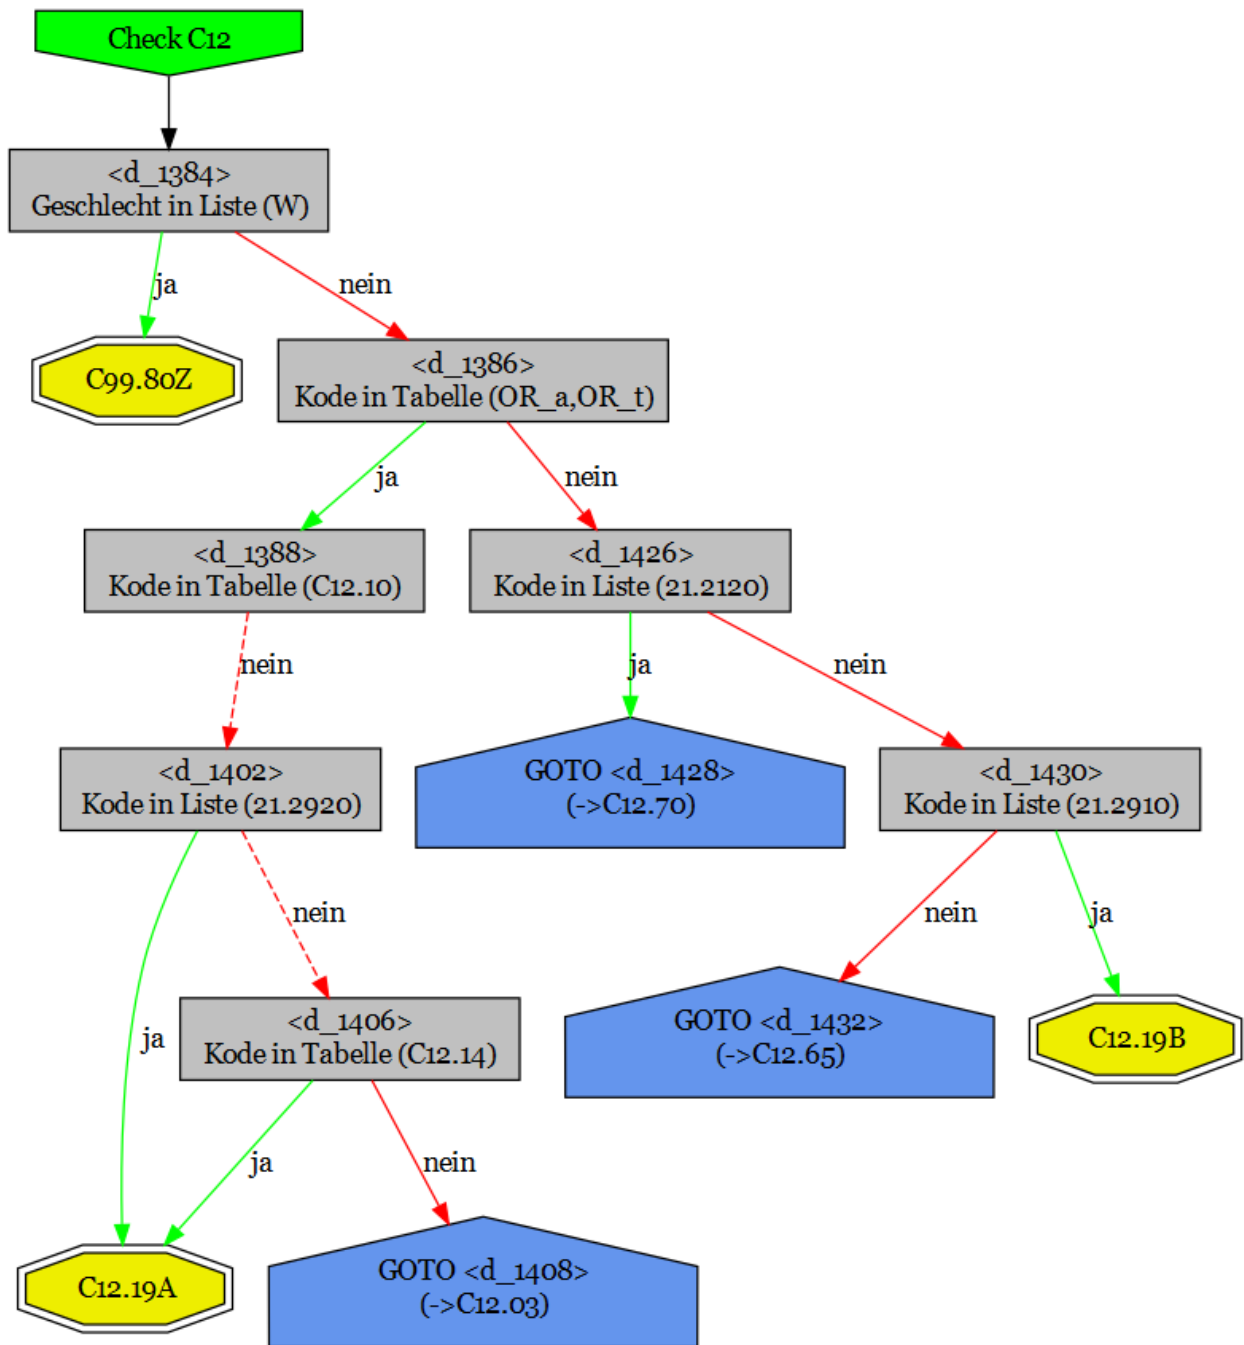 Check C12
<d_1384>
Geschlecht in Liste (W)
ja
nein
C99.80Z
<d_1386>
Kode in Tabelle (OR_a,OR_t)
ja
nein
<d_1388>
Kode in Tabelle (C12.10)
<d_1426>
Kode in Liste (21.2120)
nein
ja
nein
<d_1402>
Kode in Liste (21.2920)
GOTO <d_1428>
(->C12.70)
<d_1430>
Kode in Liste (21.2910)
nein
nein
ja
<d_1406>
Kode in Tabelle (C12.14)
ja
GOTO <d_1432>
(->C12.65)
C12.19B
ja
nein
C12.19A
GOTO <d_1408>
(->C12.03)